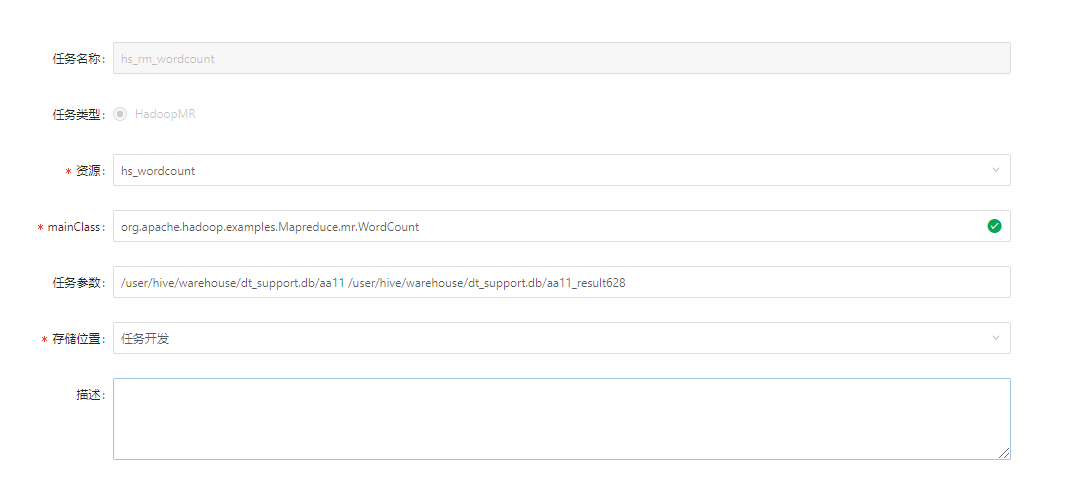 任务名称: hs_rm_wordcount
任务类型: HadoopMR
* 资源: hs_wordcount
* mainClass: org.apache.hadoop.examples.Mapreduce.mr.WordCount
任务参数: /user/hive/warehouse/dt_support.db/aa11 /user/hive/warehouse/dt_support.db/aa11_result628
* 存储位置: 任务开发
描述: